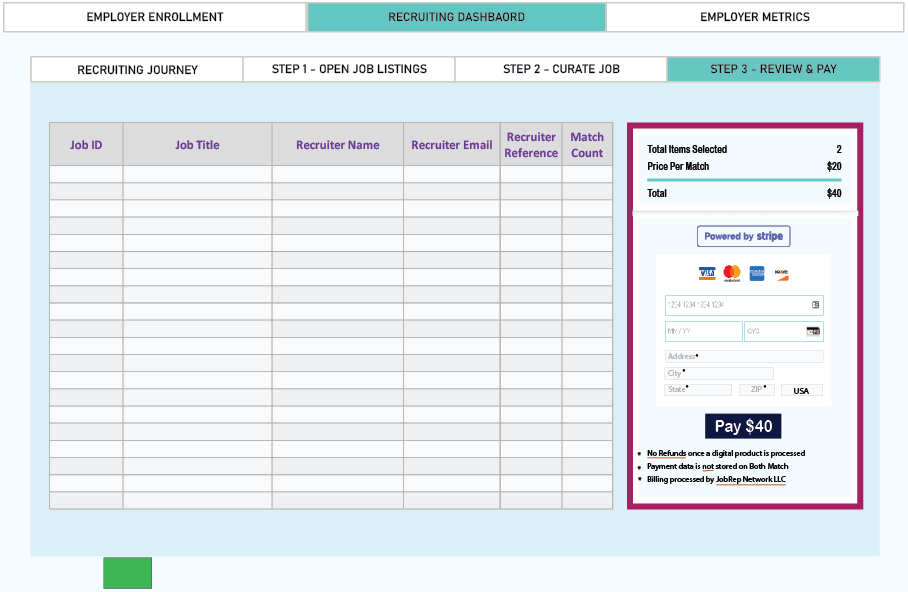 EMPLOYER ENROLLMENT
RECRUITING DASHBAORD
EMPLOYER METRICS
RECRUITING JOURNEY
STEP 1 - OPEN JOB LISTINGS
STEP 2 - CURATE JOB
STEP 3 - REVIEW & PAY
Job ID
Job Title
Recruiter Name
Recruiter Email
Recruiter
Reference
Match
Count
Total Items Selected 2
Price Per Match $20
Total $40
Powered by stripe
VISA
1234 1234 1234 1234
MM / YY
CVC
Address*
City *
State*
ZIP *
USA
Pay $40
• No Refunds once a digital product is processed
• Payment data is not stored on Both Match
• Billing processed by JobRep Network LLC